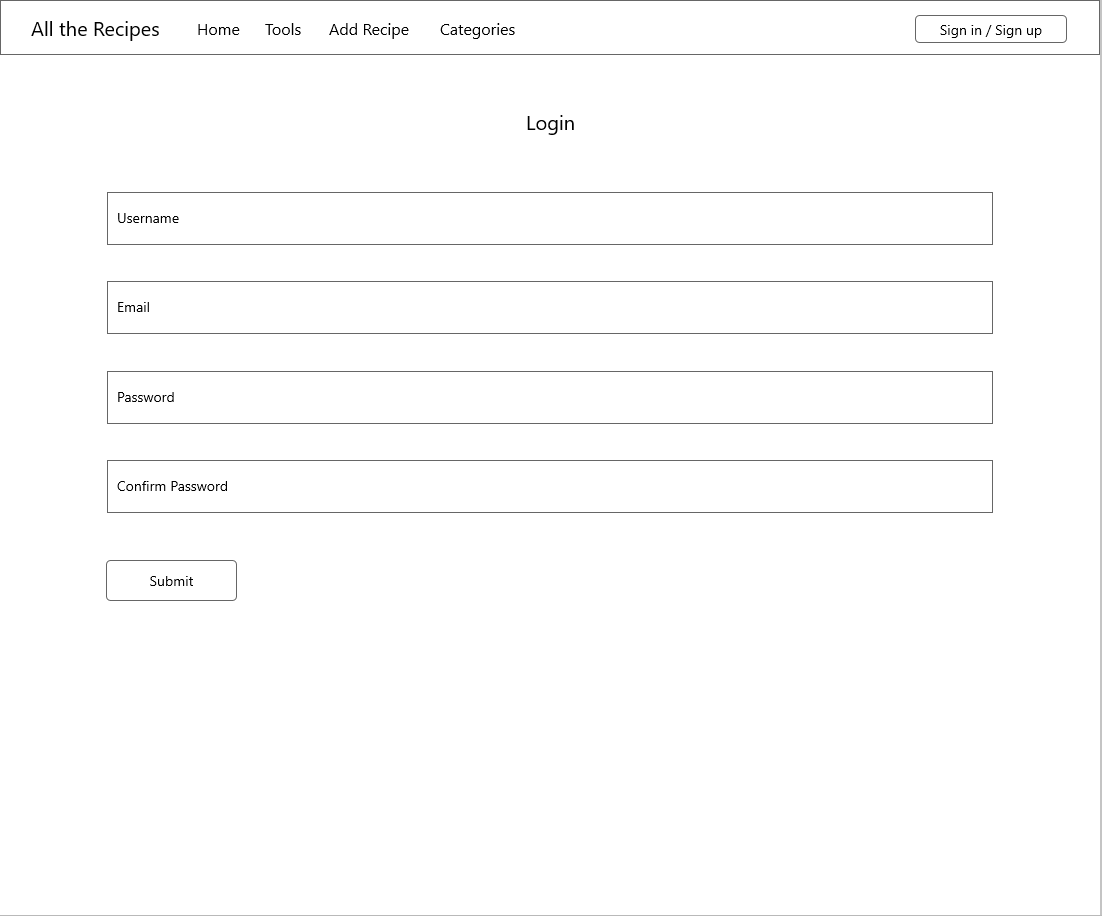 All the Recipes Home Tools Add Recipe Categories Sign in / Sign up
Login
Username
Email
Password
Confirm Password
Submit